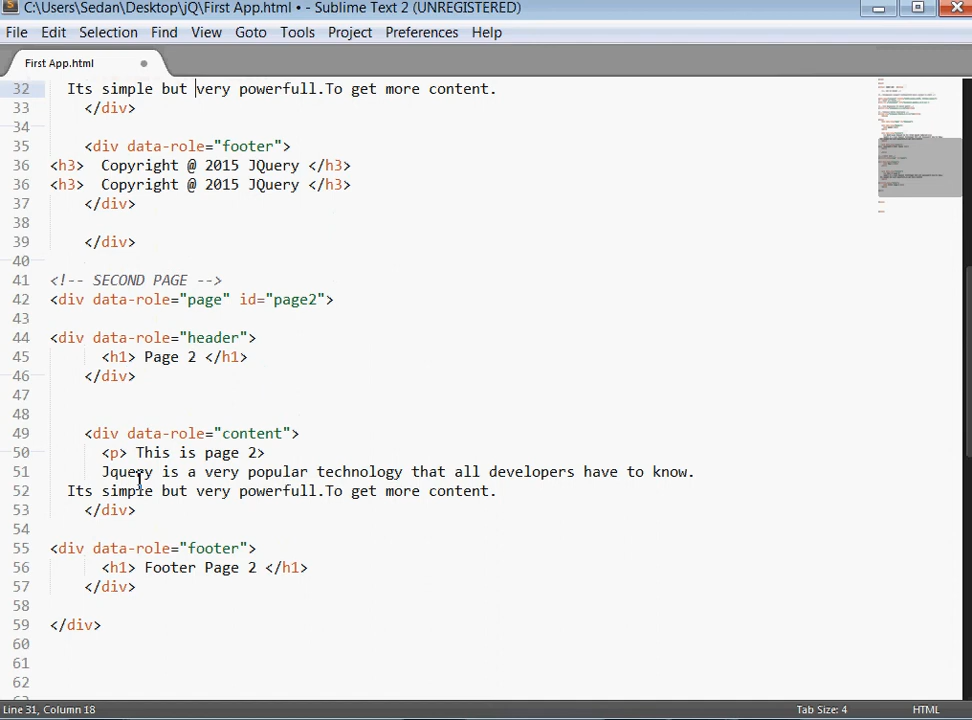 C:\Users\Sedan\Desktop\jQ\First App.html • - Sublime Text 2 (UNREGISTERED)
File Edit Selection Find View Goto Tools Project Preferences Help
First App.html
32 Its simple but very powerfull.To get more content.
33 </div>
34
35 <div data-role="footer">
36 <h3> Copyright @ 2015 JQuery </h3>
36 <h3> Copyright @ 2015 JQuery </h3>
37 </div>
38
39 </div>
40
41 <!-- SECOND PAGE -->
42 <div data-role="page" id="page2">
43
44 <div data-role="header">
45 <h1> Page 2 </h1>
46 </div>
47
48
49 <div data-role="content">
50 <p> This is page 2>
51 Jquery is a very popular technology that all developers have to know.
52 Its simple but very powerfull.To get more content.
53 </div>
54
55 <div data-role="footer">
56 <h1> Footer Page 2 </h1>
57 </div>
58
59 </div>
60
61
62
Line 31, Column 18 Tab Size: 4 HTML